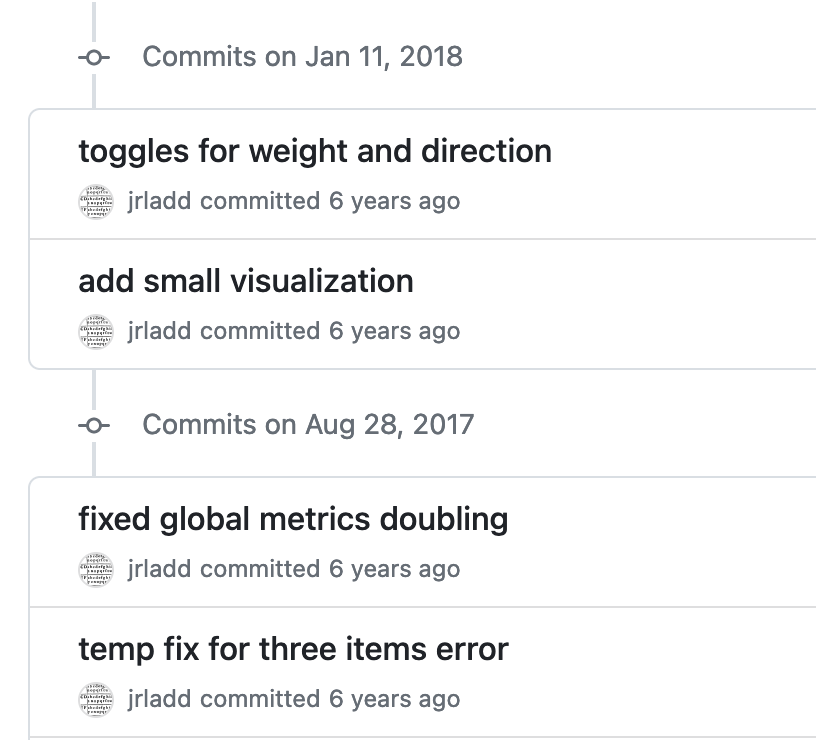 Commits on Jan 11, 2018
toggles for weight and direction
jrladd committed 6 years ago
add small visualization
jrladd committed 6 years ago
Commits on Aug 28, 2017
fixed global metrics doubling
jrladd committed 6 years ago
temp fix for three items error
jrladd committed 6 years ago